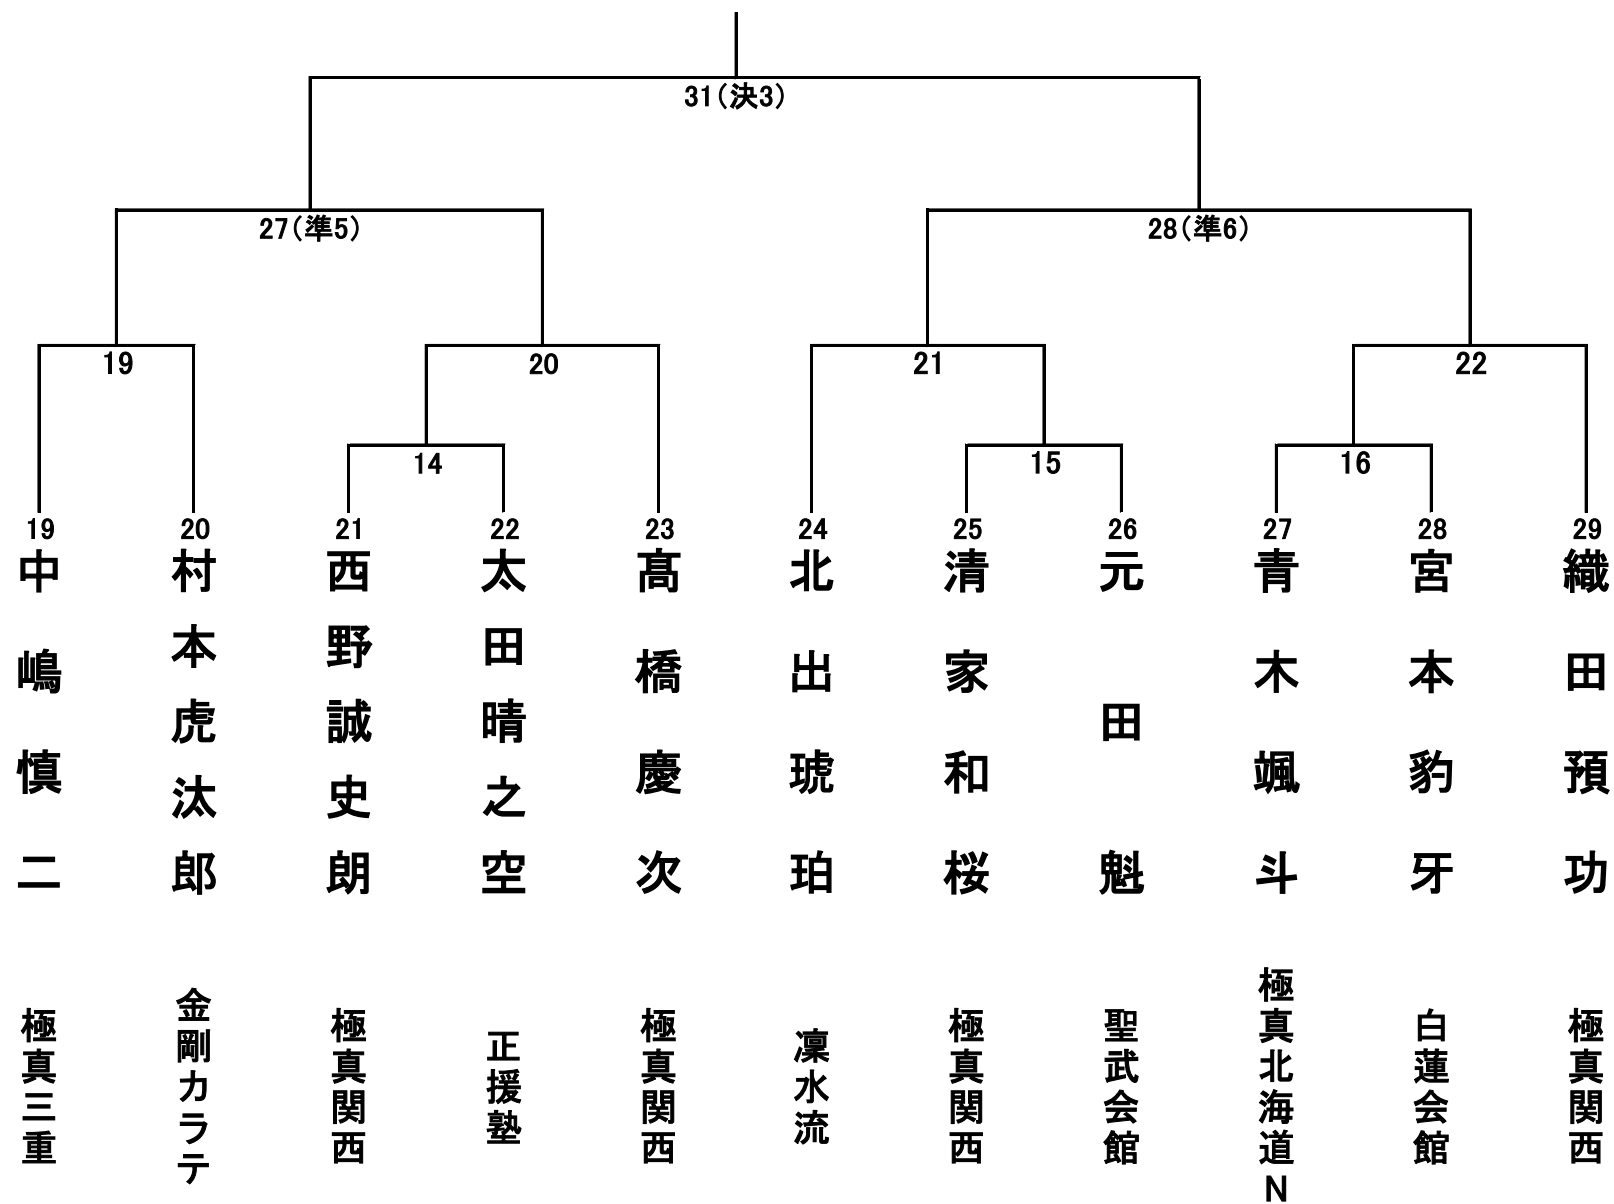 31(決3)
27(準5)
28(準6)
19
20
21
22
14
15
16
19
中嶋慎二
極真三重
20
村本虎汰郎
金剛カラテ
21
西野誠史朗
極真関西
22
太田晴之空
正援塾
23
髙橋慶次
極真関西
24
北出琥珀
凜水流
25
清家和桜
極真関西
26
元田魁
聖武会館
27
青木颯斗
極真北海道N
28
宮本豹牙
白蓮会館
29
織田預功
極真関西